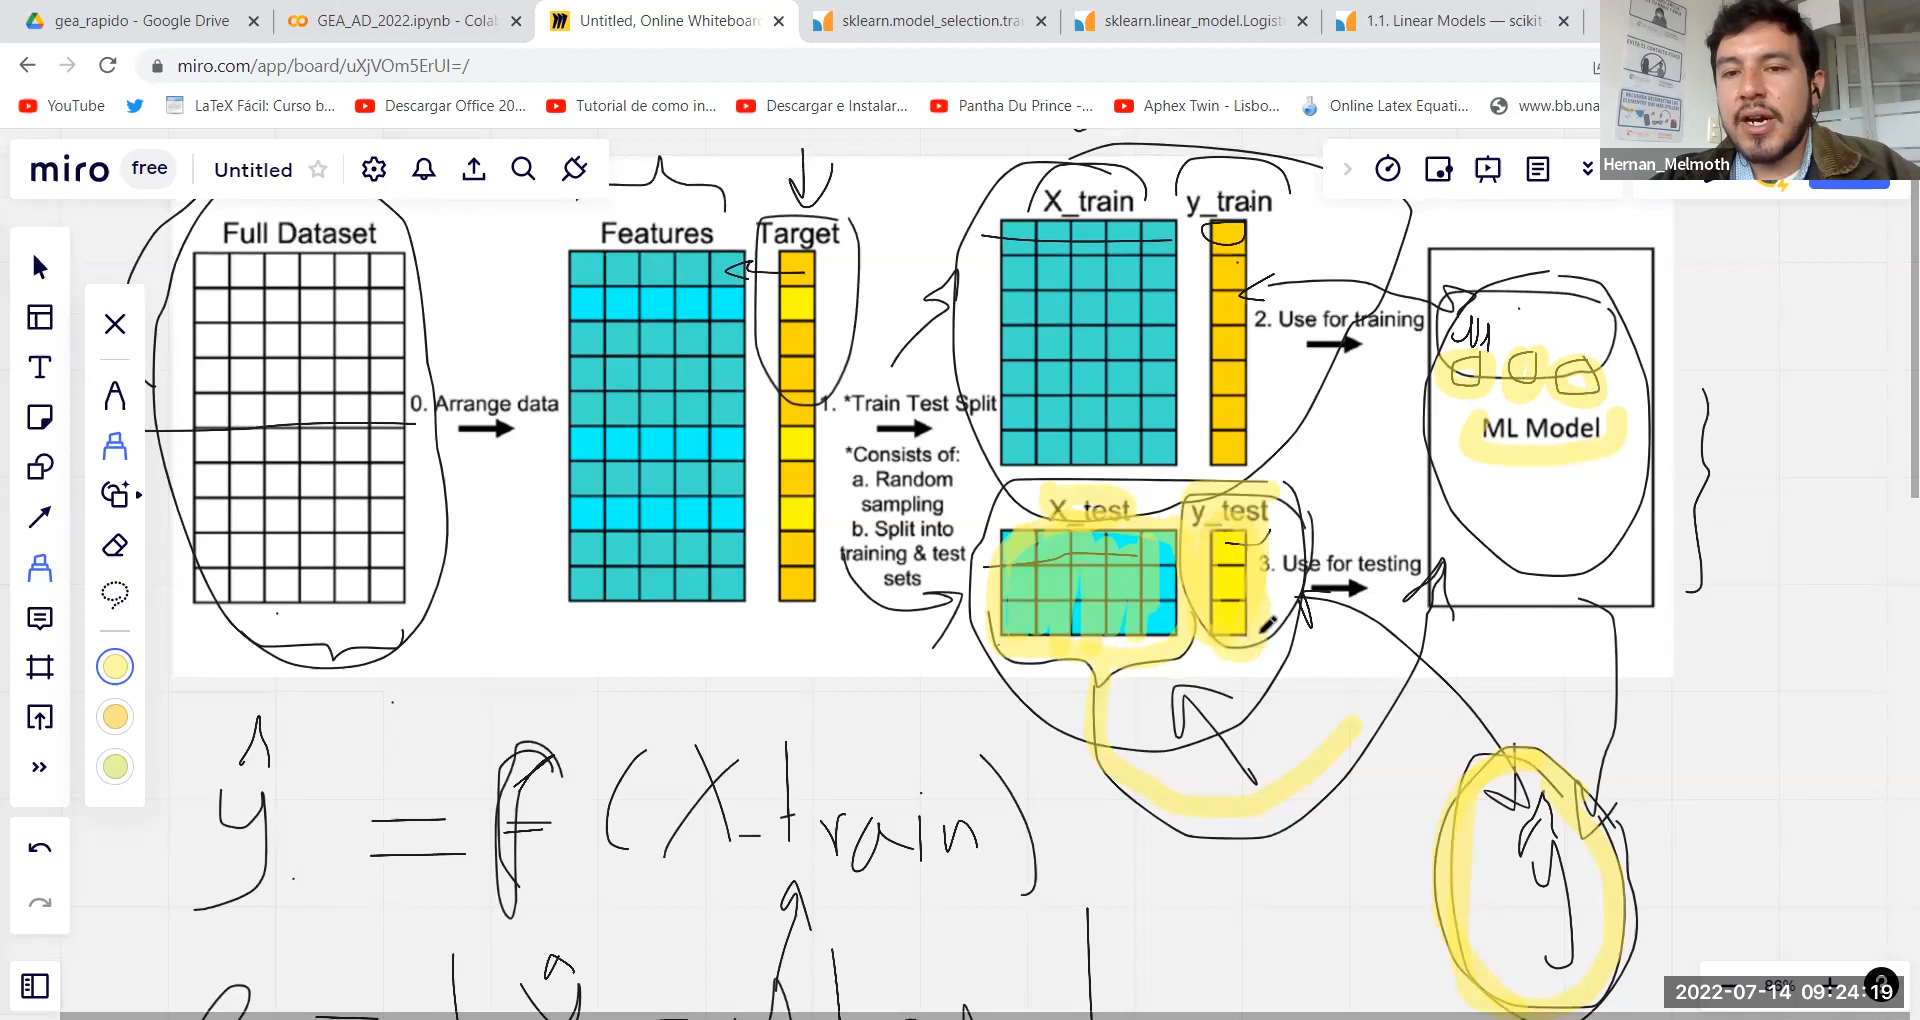 gea_rapido - Google Drive
GEA_AD_2022.ipynb - Colab
Untitled, Online Whiteboard
sklearn.model_selection.trai
sklearn.linear_model.Logist
1.1. Linear Models — scikit-
miro.com/app/board/uXjVOm5ErUI=/
YouTube
LaTeX Fácil: Curso b...
Descargar Office 20...
Tutorial de como in...
Descargar e Instalar...
Pantha Du Prince -...
Aphex Twin - Lisbo...
Online Latex Equati...
www.bb.una
Hernan_Melmoth
miro
free
Untitled
Full Dataset
0. Arrange data
Features
Target
1. *Train Test Split
*Consists of:
a. Random
sampling
b. Split into
training & test
sets
X_train
y_train
2. Use for training
X_test
y_test
3. Use for testing
ML Model
ŷ = f (X_train)
ŷ
86%
2022-07-14 09:24:19